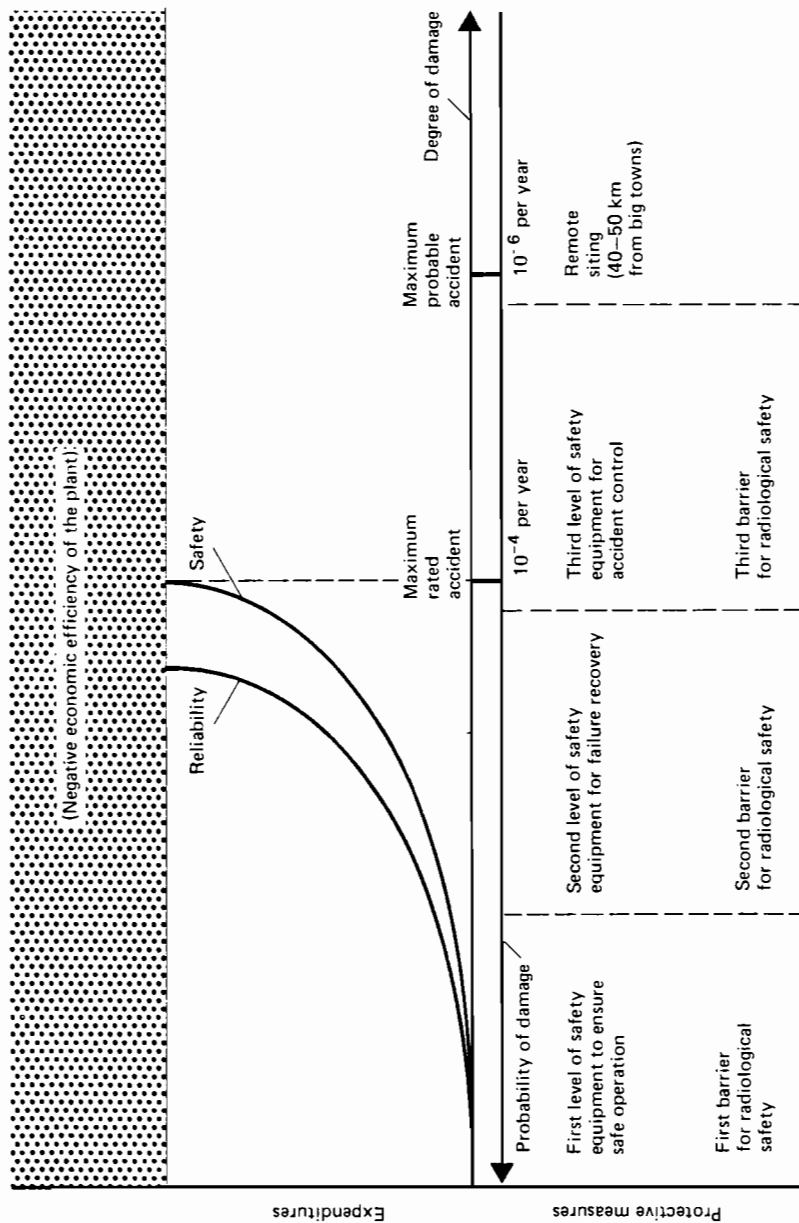 (Negative economic efficiency of the plant)
Reliability
Safety
Expenditures
Maximum
rated
accident
Maximum
probable
accident
Degree of damage
Probability of damage
10⁻⁴ per year
10⁻⁶ per year
Protective measures
First level of safety
equipment to ensure
safe operation
Second level of safety
equipment for failure recovery
Third level of safety
equipment for
accident control
Remote
siting
(40–50 km
from big towns)
First barrier
for radiological
safety
Second barrier
for radiological safety
Third barrier
for radiological safety